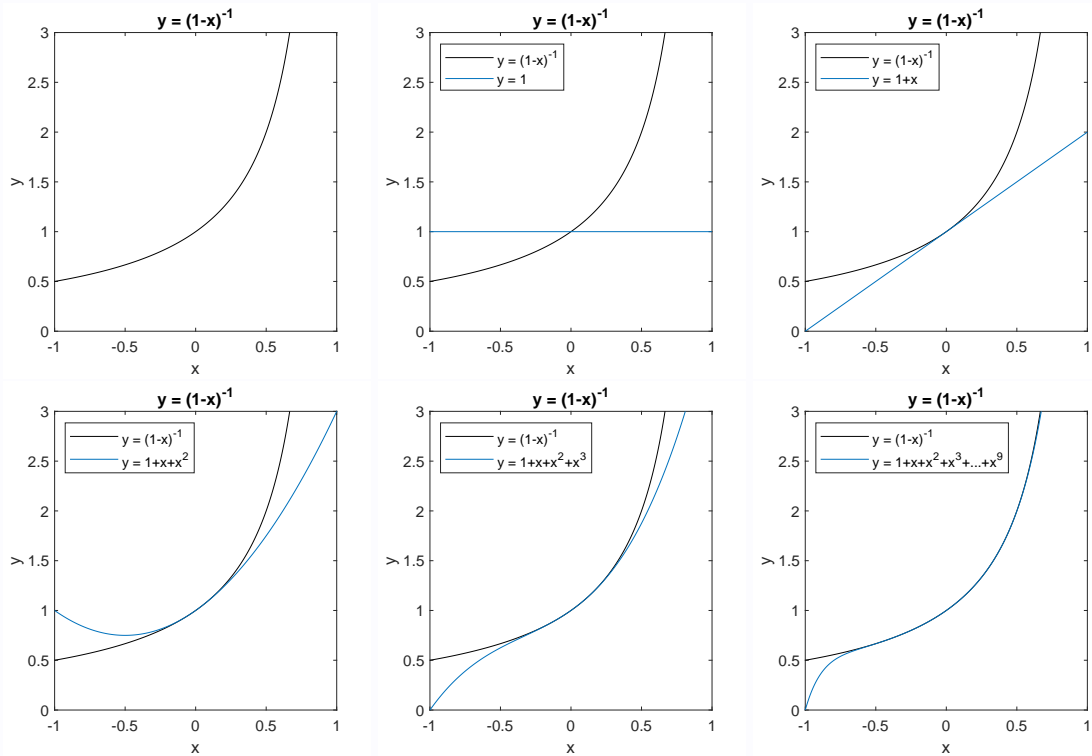 y = (1-x)⁻¹
3
2.5
2
1.5
1
0.5
0
y
-1 -0.5 0 0.5 1
x
y = (1-x)⁻¹
y = (1-x)⁻¹
y = 1
3
2.5
2
1.5
1
0.5
0
y
-1 -0.5 0 0.5 1
x
y = (1-x)⁻¹
y = (1-x)⁻¹
y = 1+x
3
2.5
2
1.5
1
0.5
0
y
-1 -0.5 0 0.5 1
x
y = (1-x)⁻¹
y = (1-x)⁻¹
y = 1+x+x²
3
2.5
2
1.5
1
0.5
0
y
-1 -0.5 0 0.5 1
x
y = (1-x)⁻¹
y = (1-x)⁻¹
y = 1+x+x²+x³
3
2.5
2
1.5
1
0.5
0
y
-1 -0.5 0 0.5 1
x
y = (1-x)⁻¹
y = (1-x)⁻¹
y = 1+x+x²+x³+...+x⁹
3
2.5
2
1.5
1
0.5
0
y
-1 -0.5 0 0.5 1
x